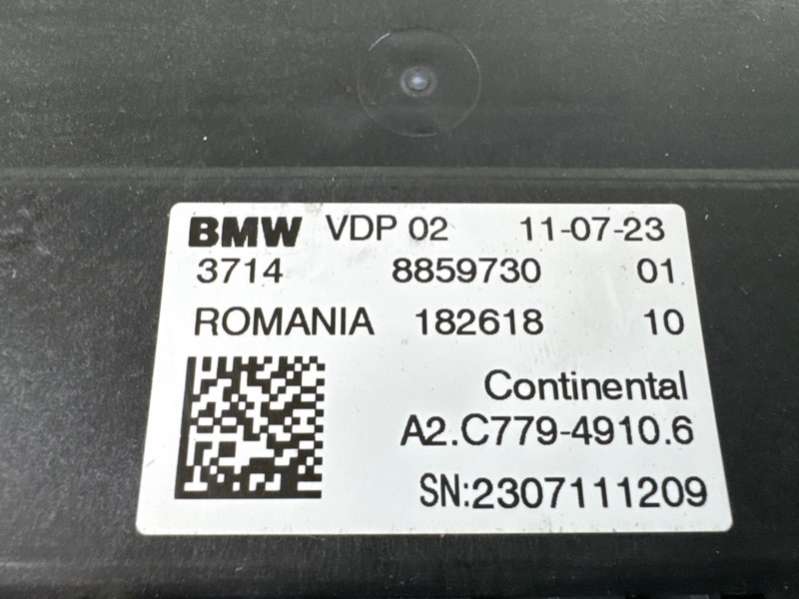 BMW VDP 02 11-07-23
3714 8859730 01
ROMANIA 182618 10
Continental
A2.C779-4910.6
SN:2307111209